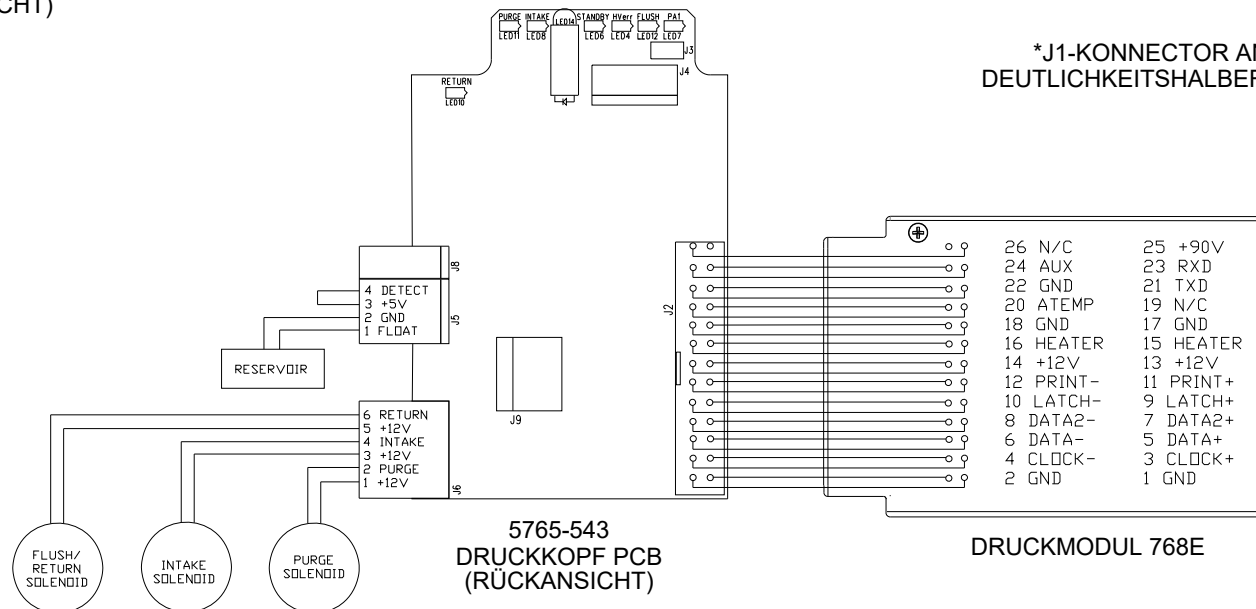 CHT)
*J1-KONNECTOR AN
DEUTLICHKEITSHALBER
PURGE INTAKE STANDBY HVerr FLUSH PA1
LED11 LED8 LED14 LED6 LED4 LED12 LED7
J3
J4
RETURN
LED10
J8
4 DETECT
3 +5V
2 GND
1 FLOAT
J5
RESERVOIR
J9
J2
6 RETURN
5 +12V
4 INTAKE
3 +12V
2 PURGE
1 +12V
J6
FLUSH/
RETURN
SOLENOID
INTAKE
SOLENOID
PURGE
SOLENOID
5765-543
DRUCKKOPF PCB
(RÜCKANSICHT)
26 N/C 25 +90V
24 AUX 23 RXD
22 GND 21 TXD
20 ATEMP 19 N/C
18 GND 17 GND
16 HEATER 15 HEATER
14 +12V 13 +12V
12 PRINT- 11 PRINT+
10 LATCH- 9 LATCH+
8 DATA2- 7 DATA2+
6 DATA- 5 DATA+
4 CLOCK- 3 CLOCK+
2 GND 1 GND
DRUCKMODUL 768E